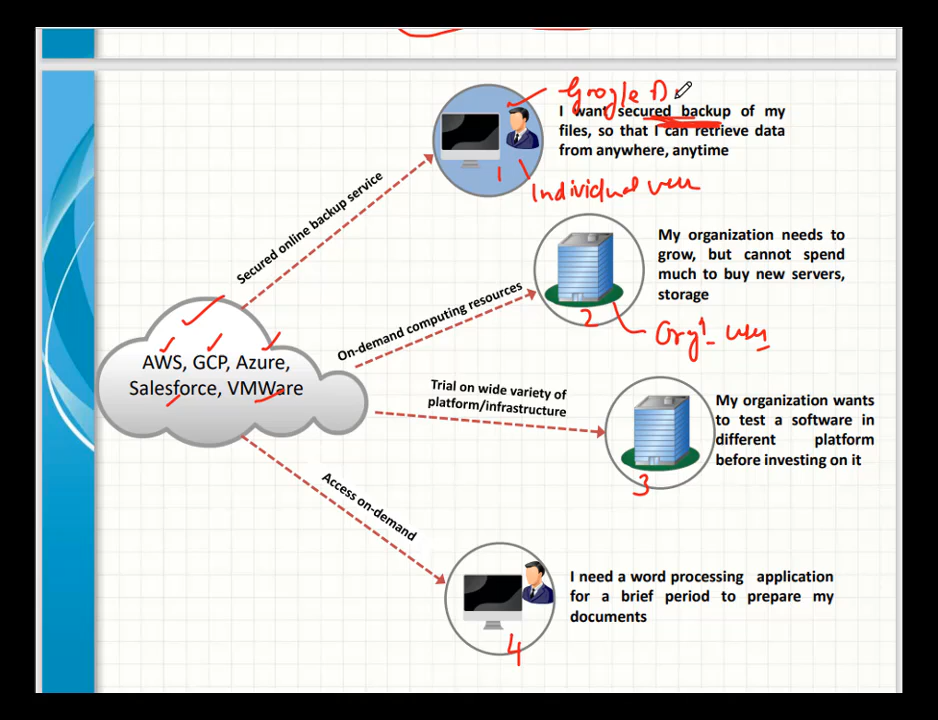 Google D
I want secured backup of my
files, so that I can retrieve data
from anywhere, anytime
1
Individual user
Secured online backup service
My organization needs to
grow, but cannot spend
much to buy new servers,
storage
2
Orgn user
On-demand computing resources
AWS, GCP, Azure,
Salesforce, VMWare
Trial on wide variety of
platform/infrastructure
My organization wants
to test a software in
different platform
before investing on it
3
Access on-demand
I need a word processing application
for a brief period to prepare my
documents
4